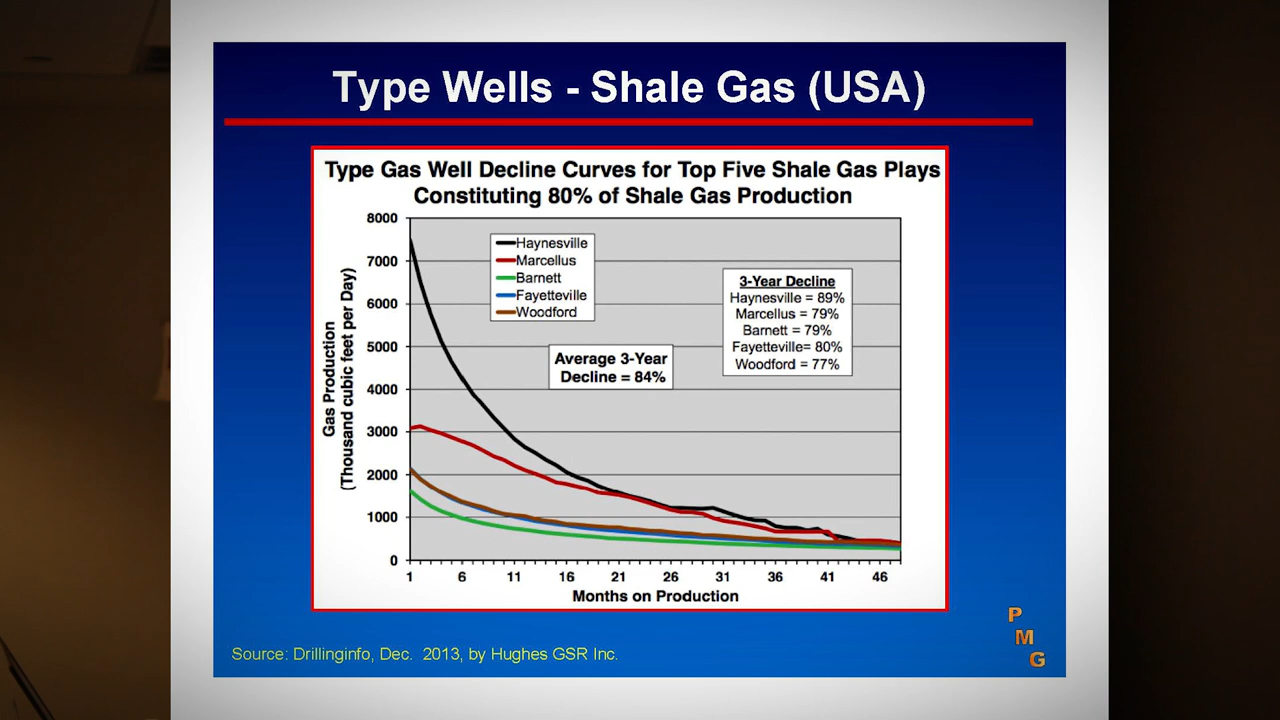 Type Wells - Shale Gas (USA)
Type Gas Well Decline Curves for Top Five Shale Gas Plays
Constituting 80% of Shale Gas Production
Gas Production
(Thousand cubic feet per Day)
8000
7000
6000
5000
4000
3000
2000
1000
0
Haynesville
Marcellus
Barnett
Fayetteville
Woodford
Average 3-Year
Decline = 84%
3-Year Decline
Haynesville = 89%
Marcellus = 79%
Barnett = 79%
Fayetteville= 80%
Woodford = 77%
1 6 11 16 21 26 31 36 41 46
Months on Production
Source: Drillinginfo, Dec. 2013, by Hughes GSR Inc.
P
M
G